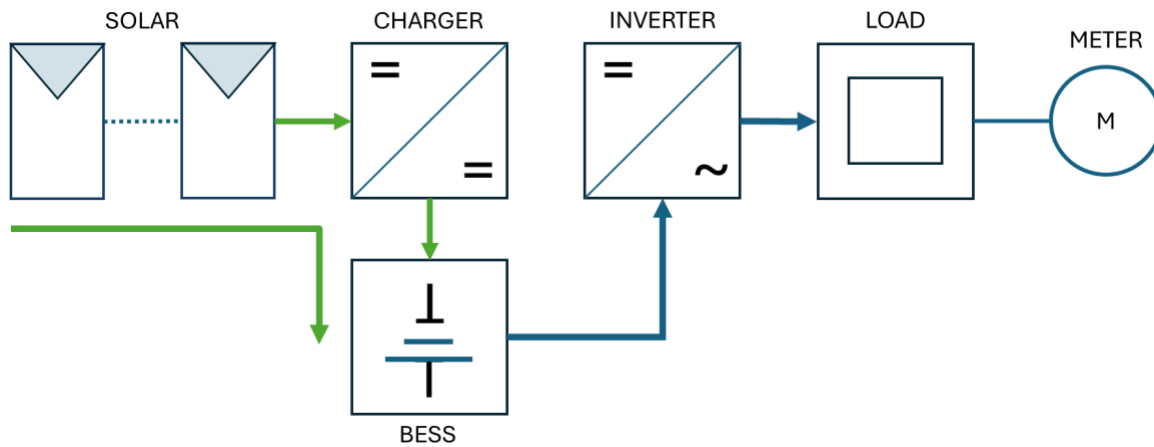 SOLAR
CHARGER
INVERTER
LOAD
METER
=
=
=
~
M
BESS